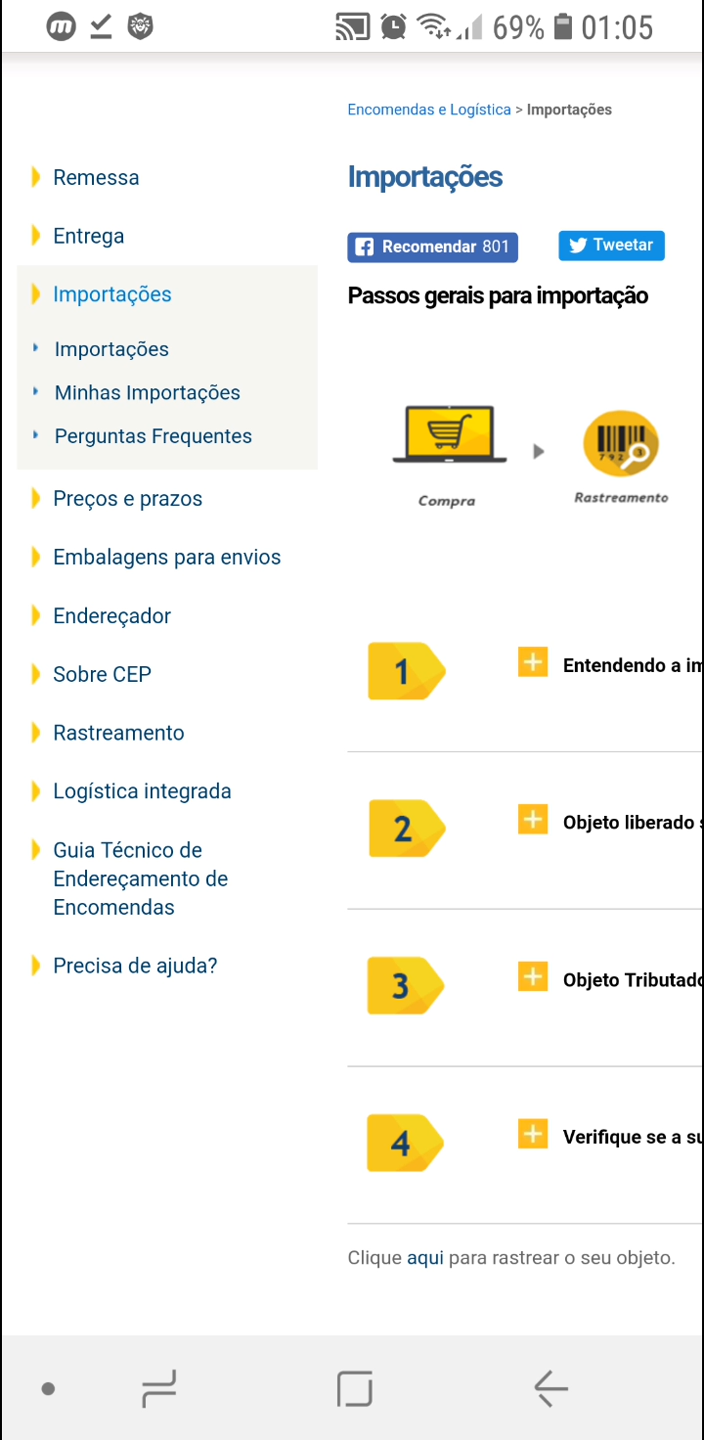 69% 01:05
Encomendas e Logística > Importações
Remessa
Entrega
Importações
Importações
Minhas Importações
Perguntas Frequentes
Preços e prazos
Embalagens para envios
Endereçador
Sobre CEP
Rastreamento
Logística integrada
Guia Técnico de
Endereçamento de
Encomendas
Precisa de ajuda?
Importações
Recomendar 801
Tweetar
Passos gerais para importação
792
Compra
Rastreamento
1
Entendendo a
2
Objeto liberado
3
Objeto
4
Verifique se a
Clique aqui para rastrear o seu objeto.